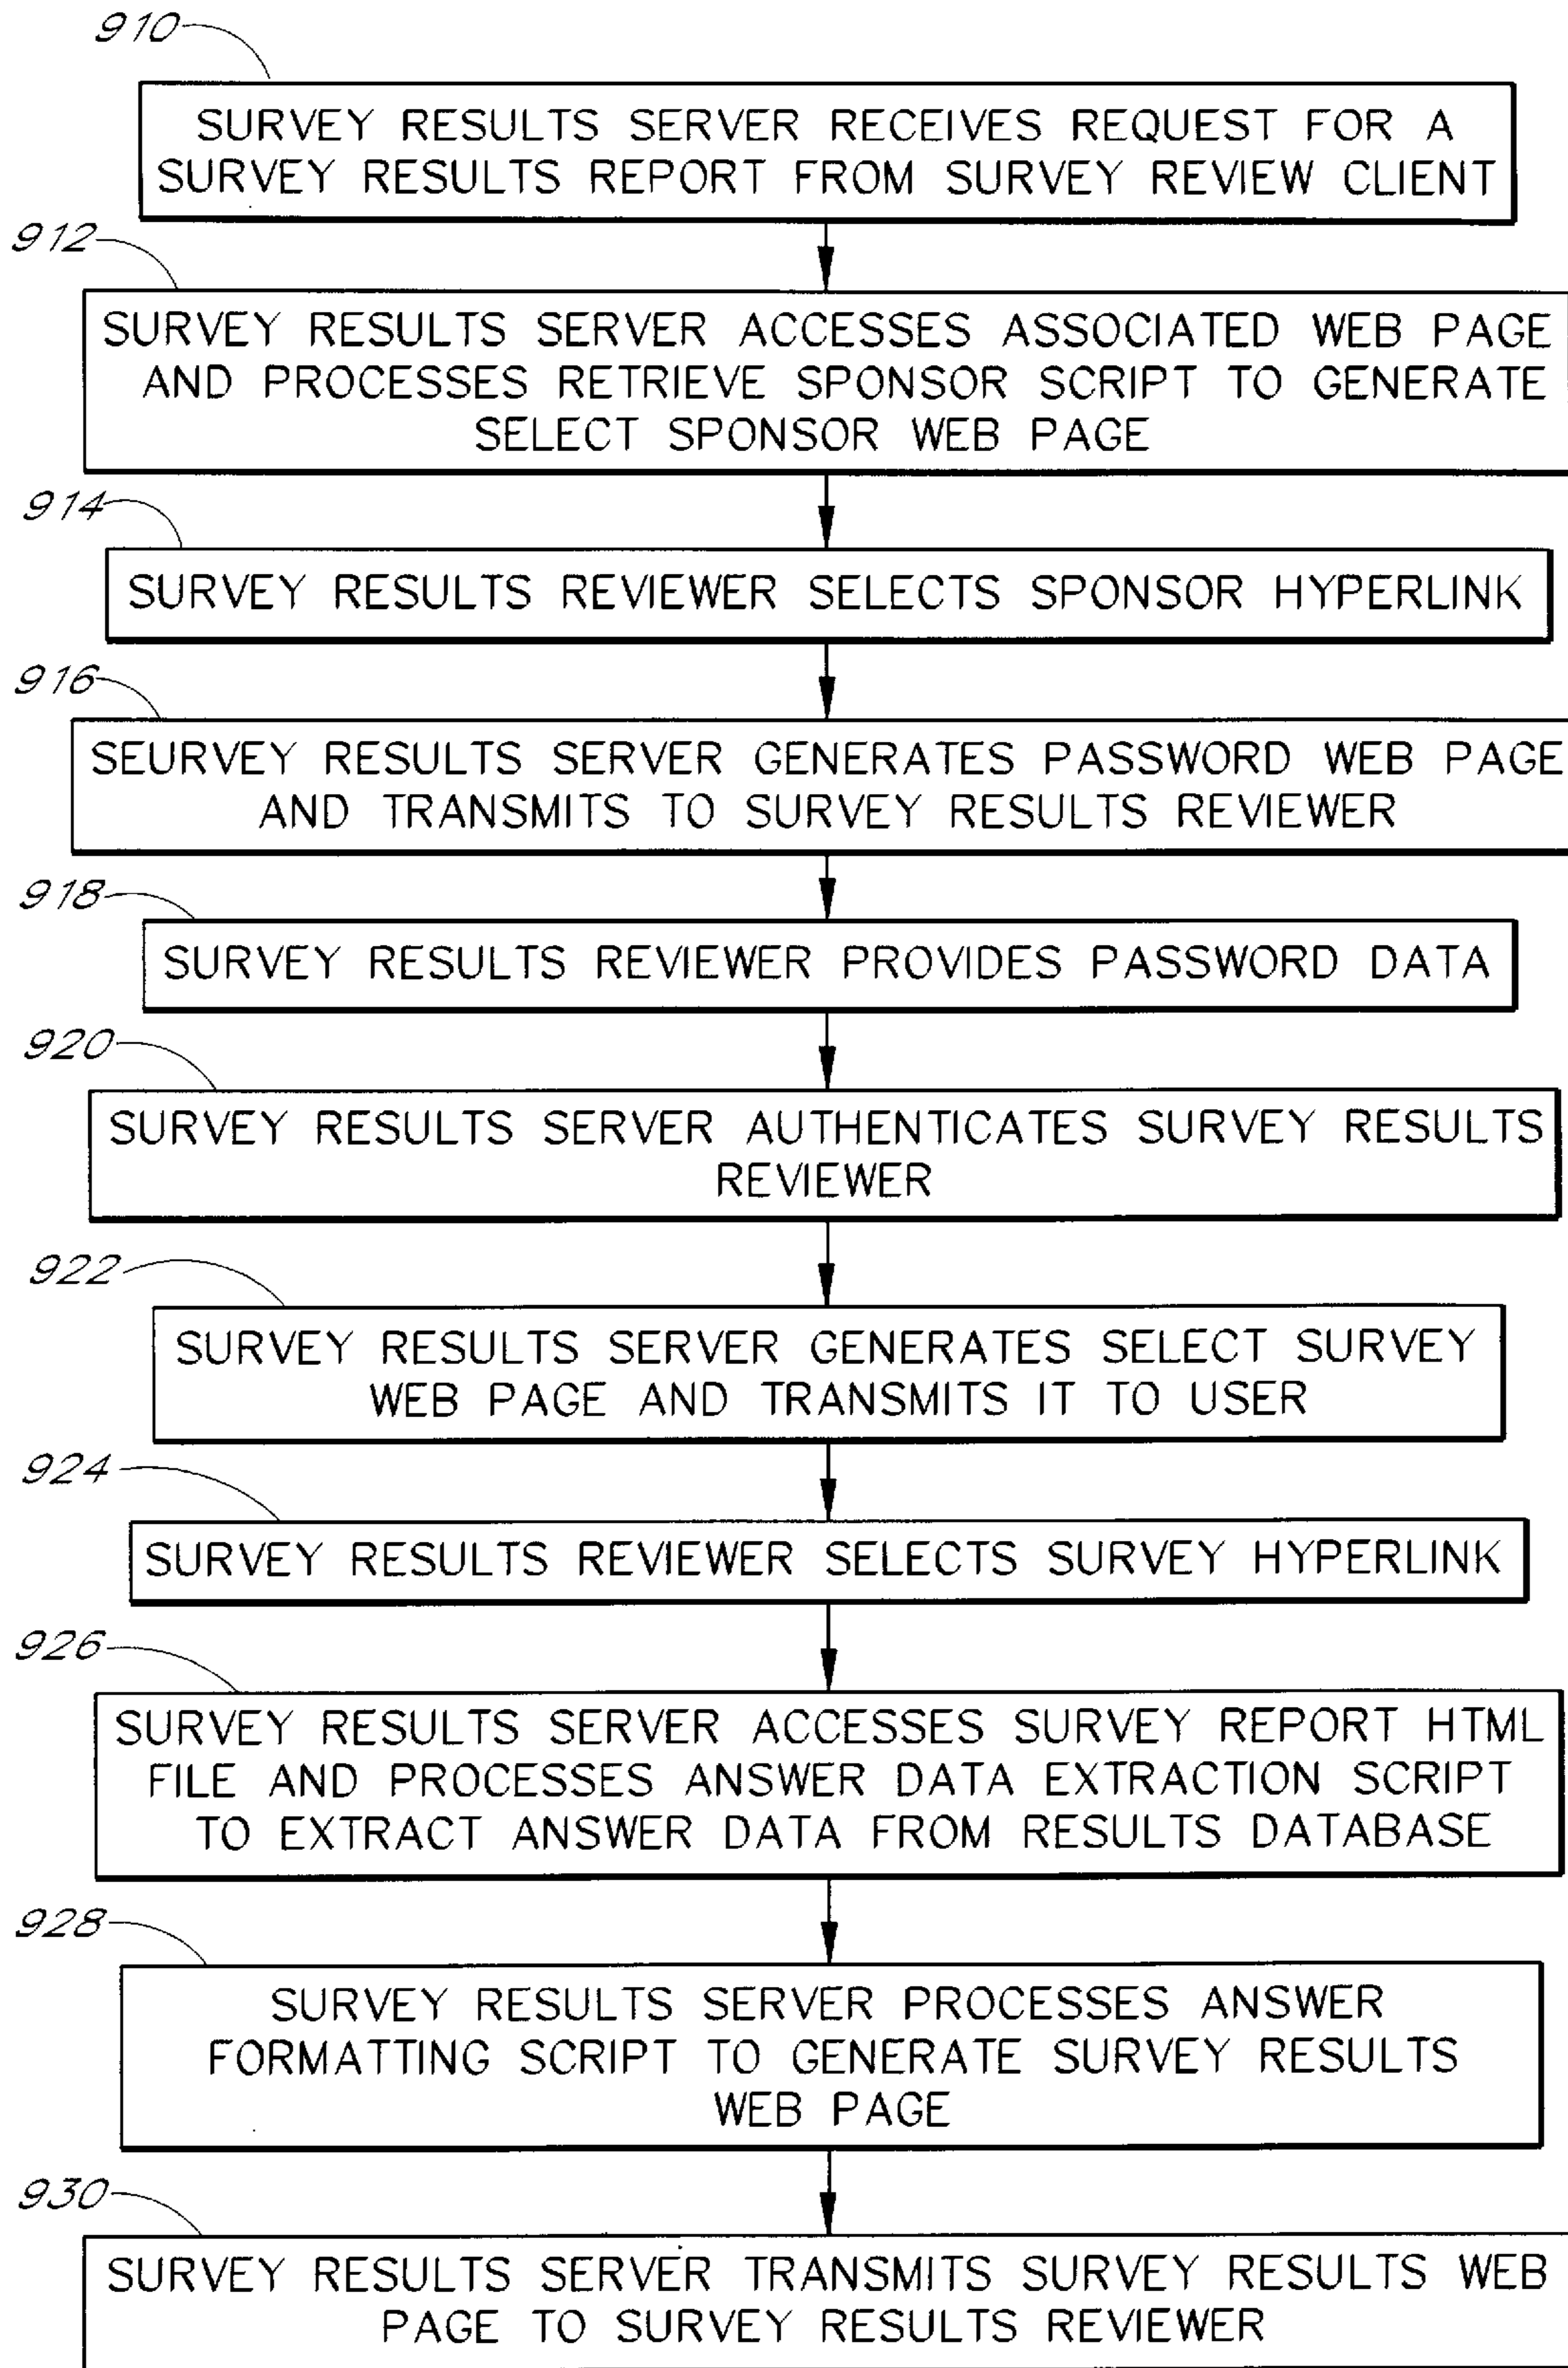 910
SURVEY RESULTS SERVER RECEIVES REQUEST FOR A
SURVEY RESULTS REPORT FROM SURVEY REVIEW CLIENT
912
SURVEY RESULTS SERVER ACCESSES ASSOCIATED WEB PAGE
AND PROCESSES RETRIEVE SPONSOR SCRIPT TO GENERATE
SELECT SPONSOR WEB PAGE
914
SURVEY RESULTS REVIEWER SELECTS SPONSOR HYPERLINK
916
SEURVEY RESULTS SERVER GENERATES PASSWORD WEB PAGE
AND TRANSMITS TO SURVEY RESULTS REVIEWER
918
SURVEY RESULTS REVIEWER PROVIDES PASSWORD DATA
920
SURVEY RESULTS SERVER AUTHENTICATES SURVEY RESULTS
REVIEWER
922
SURVEY RESULTS SERVER GENERATES SELECT SURVEY
WEB PAGE AND TRANSMITS IT TO USER
924
SURVEY RESULTS REVIEWER SELECTS SURVEY HYPERLINK
926
SURVEY RESULTS SERVER ACCESSES SURVEY REPORT HTML
FILE AND PROCESSES ANSWER DATA EXTRACTION SCRIPT
TO EXTRACT ANSWER DATA FROM RESULTS DATABASE
928
SURVEY RESULTS SERVER PROCESSES ANSWER
FORMATTING SCRIPT TO GENERATE SURVEY RESULTS
WEB PAGE
930
SURVEY RESULTS SERVER TRANSMITS SURVEY RESULTS WEB
PAGE TO SURVEY RESULTS REVIEWER